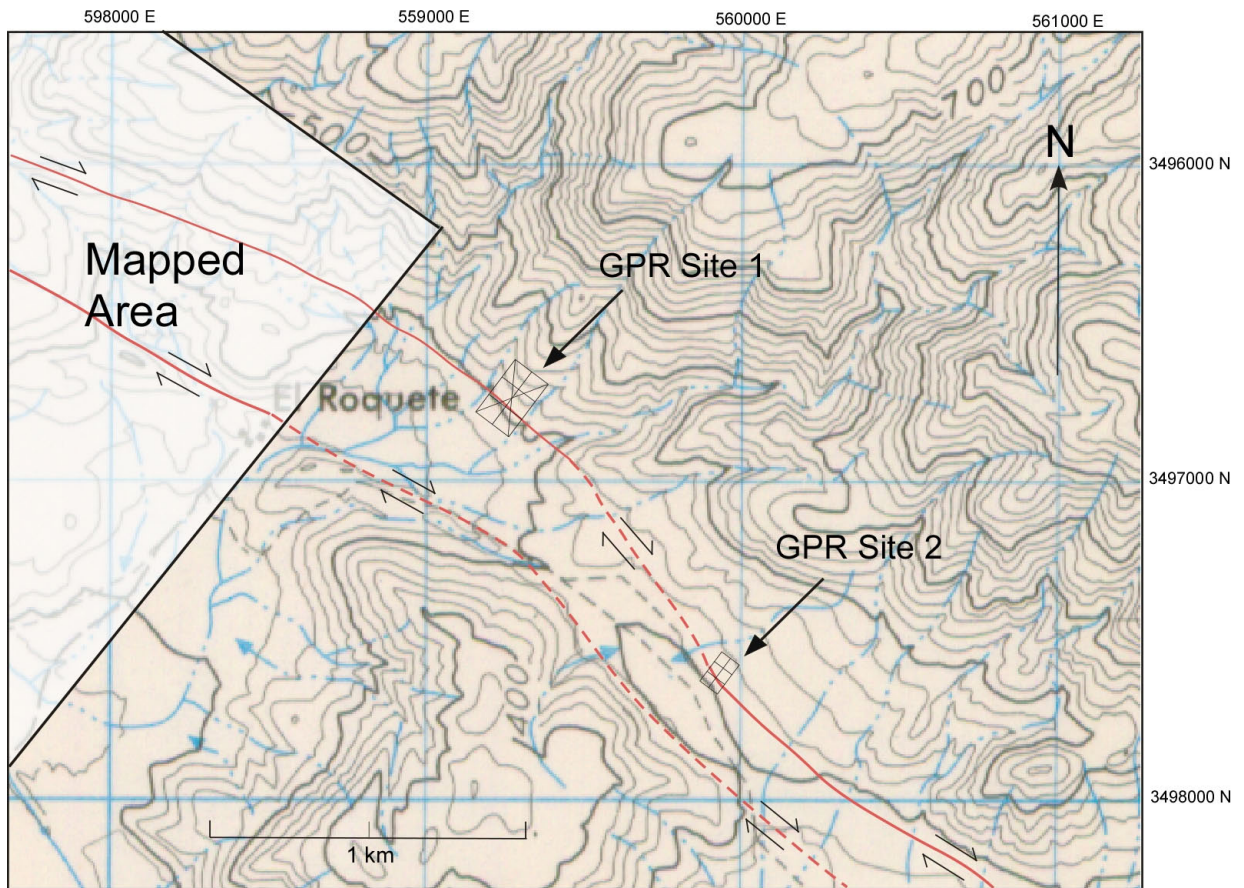 598000 E
559000 E
560000 E
561000 E
500
700
N
3496000 N
Mapped
Area
GPR Site 1
El Roquete
3497000 N
GPR Site 2
400
3498000 N
1 km